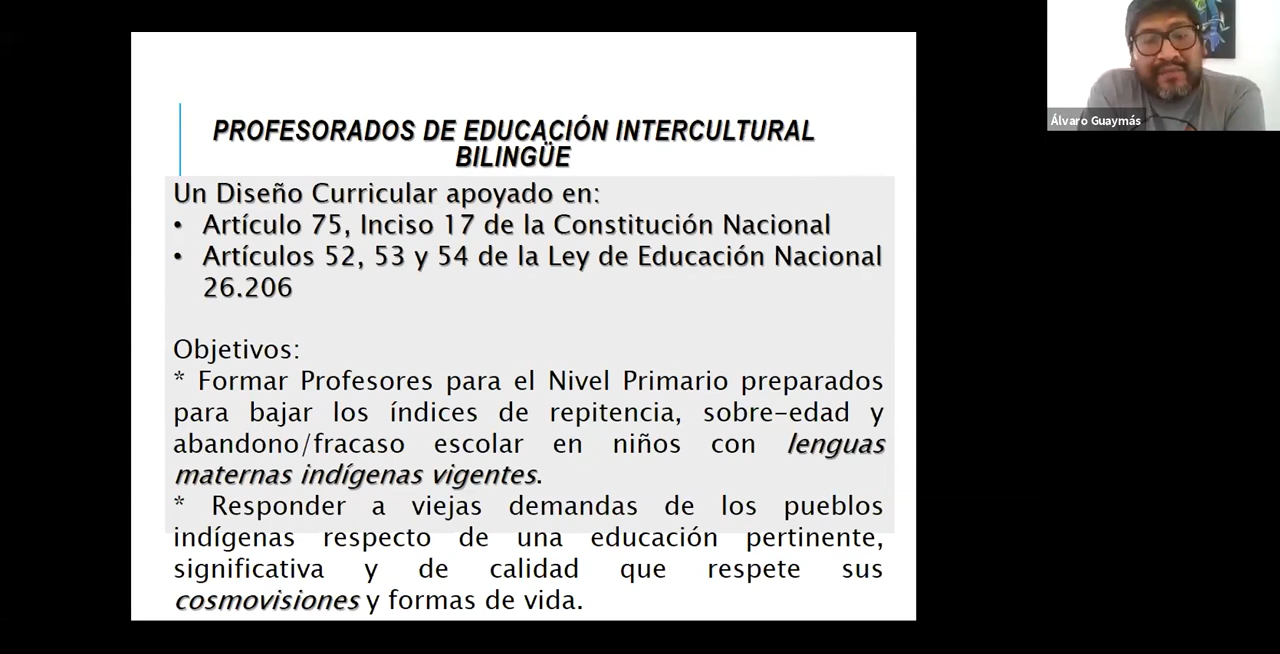 PROFESORADOS DE EDUCACIÓN INTERCULTURAL
BILINGÜE
Un Diseño Curricular apoyado en:
• Artículo 75, Inciso 17 de la Constitución Nacional
• Artículos 52, 53 y 54 de la Ley de Educación Nacional
26.206
Objetivos:
* Formar Profesores para el Nivel Primario preparados
para bajar los índices de repitencia, sobre-edad y
abandono/fracaso escolar en niños con lenguas
maternas indígenas vigentes.
* Responder a viejas demandas de los pueblos
indígenas respecto de una educación pertinente,
significativa y de calidad que respete sus
cosmovisiones y formas de vida.
Álvaro Guaymás